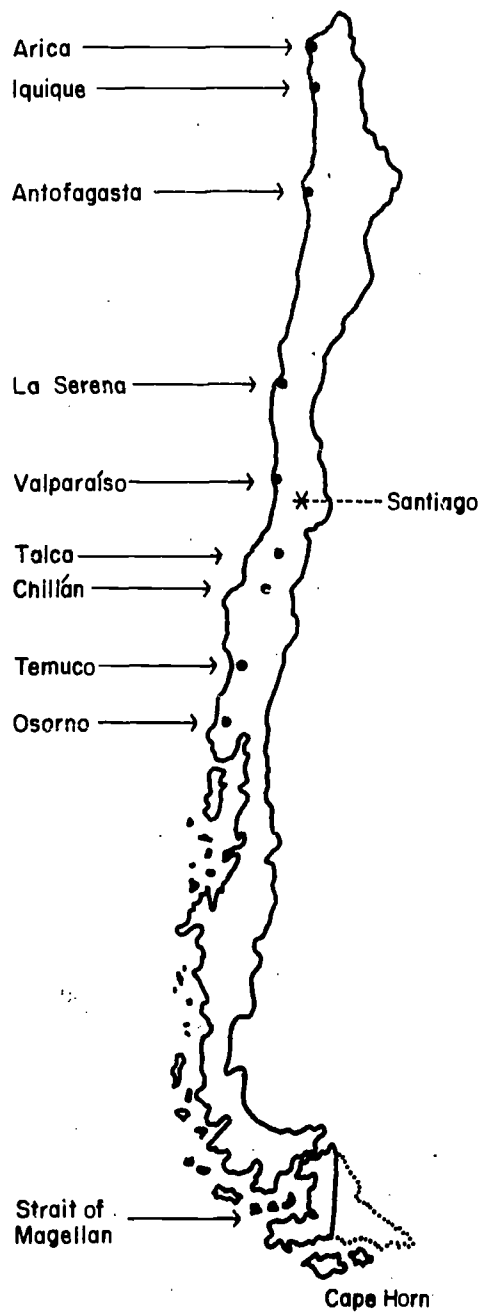 Arica
Iquique
Antofagasta
La Serena
Valparaíso
Santiago
Talca
Chillán
Temuco
Osorno
Strait of
Magellan
Cape Horn